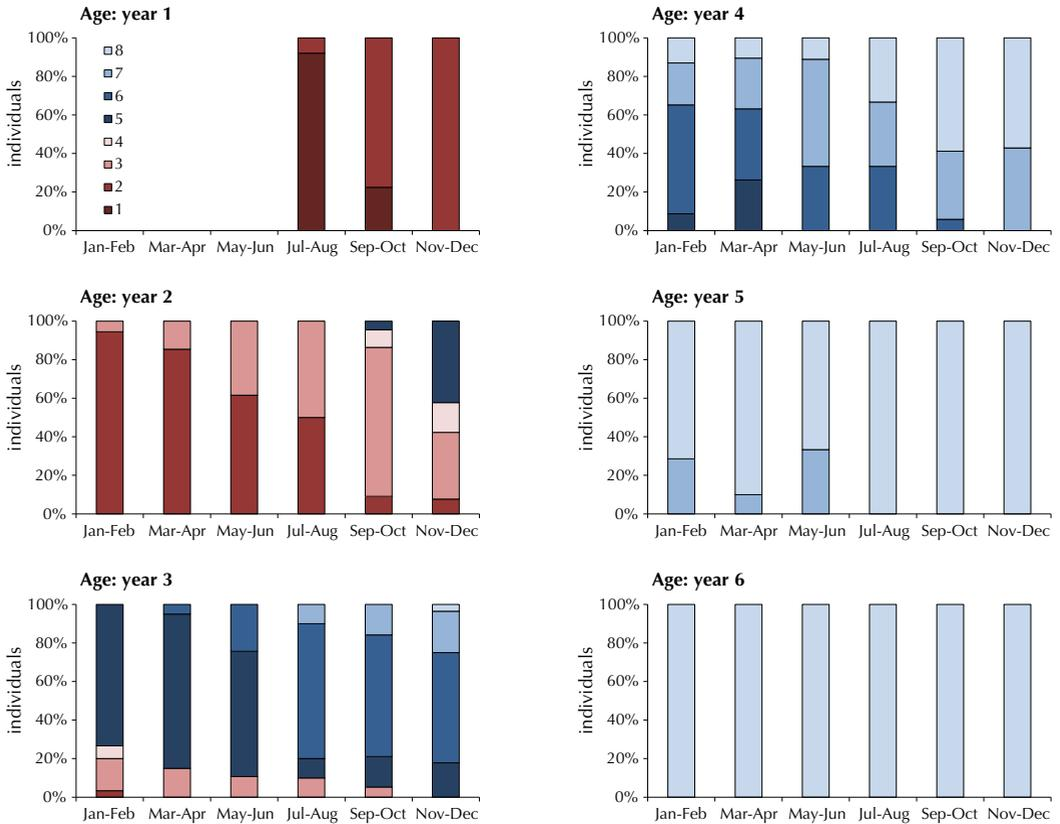 Age: year 1
individuals
100%
80%
60%
40%
20%
0%
8
7
6
5
4
3
2
1
Jan-Feb Mar-Apr May-Jun Jul-Aug Sep-Oct Nov-Dec
Age: year 4
individuals
100%
80%
60%
40%
20%
0%
Jan-Feb Mar-Apr May-Jun Jul-Aug Sep-Oct Nov-Dec
Age: year 2
individuals
100%
80%
60%
40%
20%
0%
Jan-Feb Mar-Apr May-Jun Jul-Aug Sep-Oct Nov-Dec
Age: year 5
individuals
100%
80%
60%
40%
20%
0%
Jan-Feb Mar-Apr May-Jun Jul-Aug Sep-Oct Nov-Dec
Age: year 3
individuals
100%
80%
60%
40%
20%
0%
Jan-Feb Mar-Apr May-Jun Jul-Aug Sep-Oct Nov-Dec
Age: year 6
individuals
100%
80%
60%
40%
20%
0%
Jan-Feb Mar-Apr May-Jun Jul-Aug Sep-Oct Nov-Dec